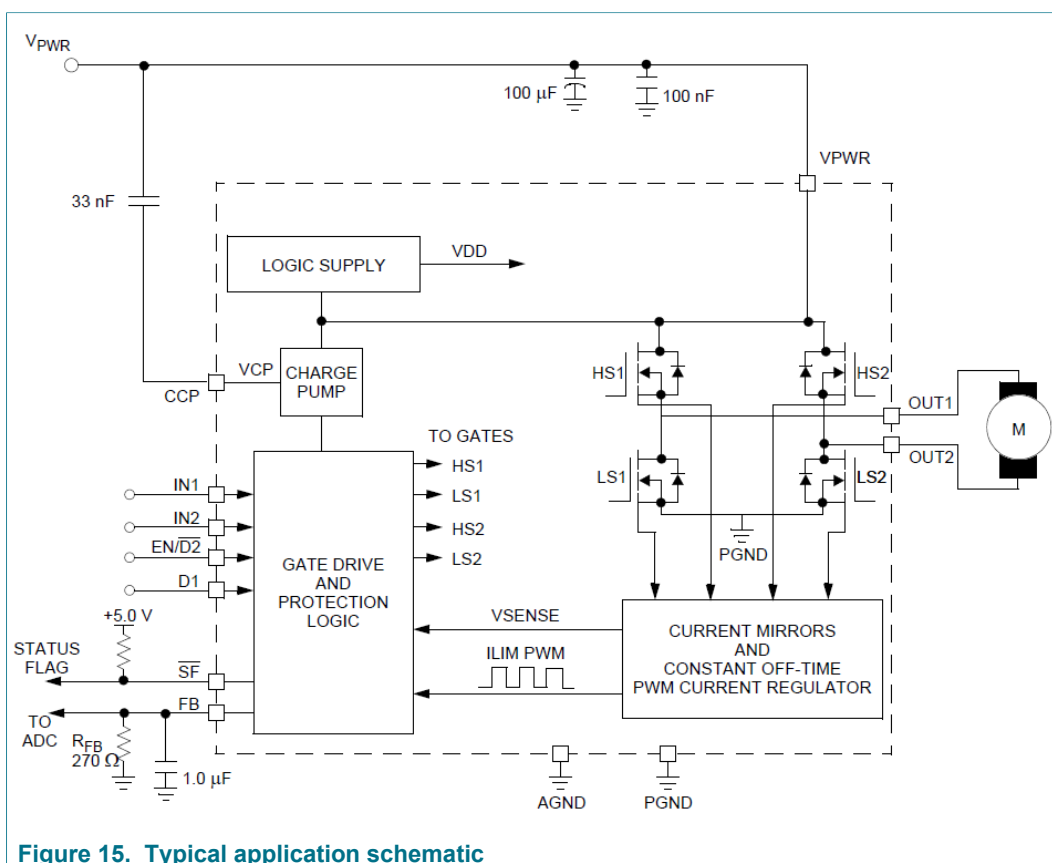 VPWR
100 µF
100 nF
VPWR
33 nF
LOGIC SUPPLY
VDD
VCP
CHARGE
PUMP
CCP
HS1
HS2
OUT1
M
OUT2
TO GATES
HS1
LS1
HS2
LS2
LS1
LS2
PGND
IN1
IN2
EN/D2
D1
GATE DRIVE
AND
PROTECTION
LOGIC
+5.0 V
STATUS
FLAG
SF
FB
TO
ADC
RFB
270 Ω
1.0 µF
VSENSE
ILIM PWM
CURRENT MIRRORS
AND
CONSTANT OFF-TIME
PWM CURRENT REGULATOR
AGND
PGND
Figure 15. Typical application schematic